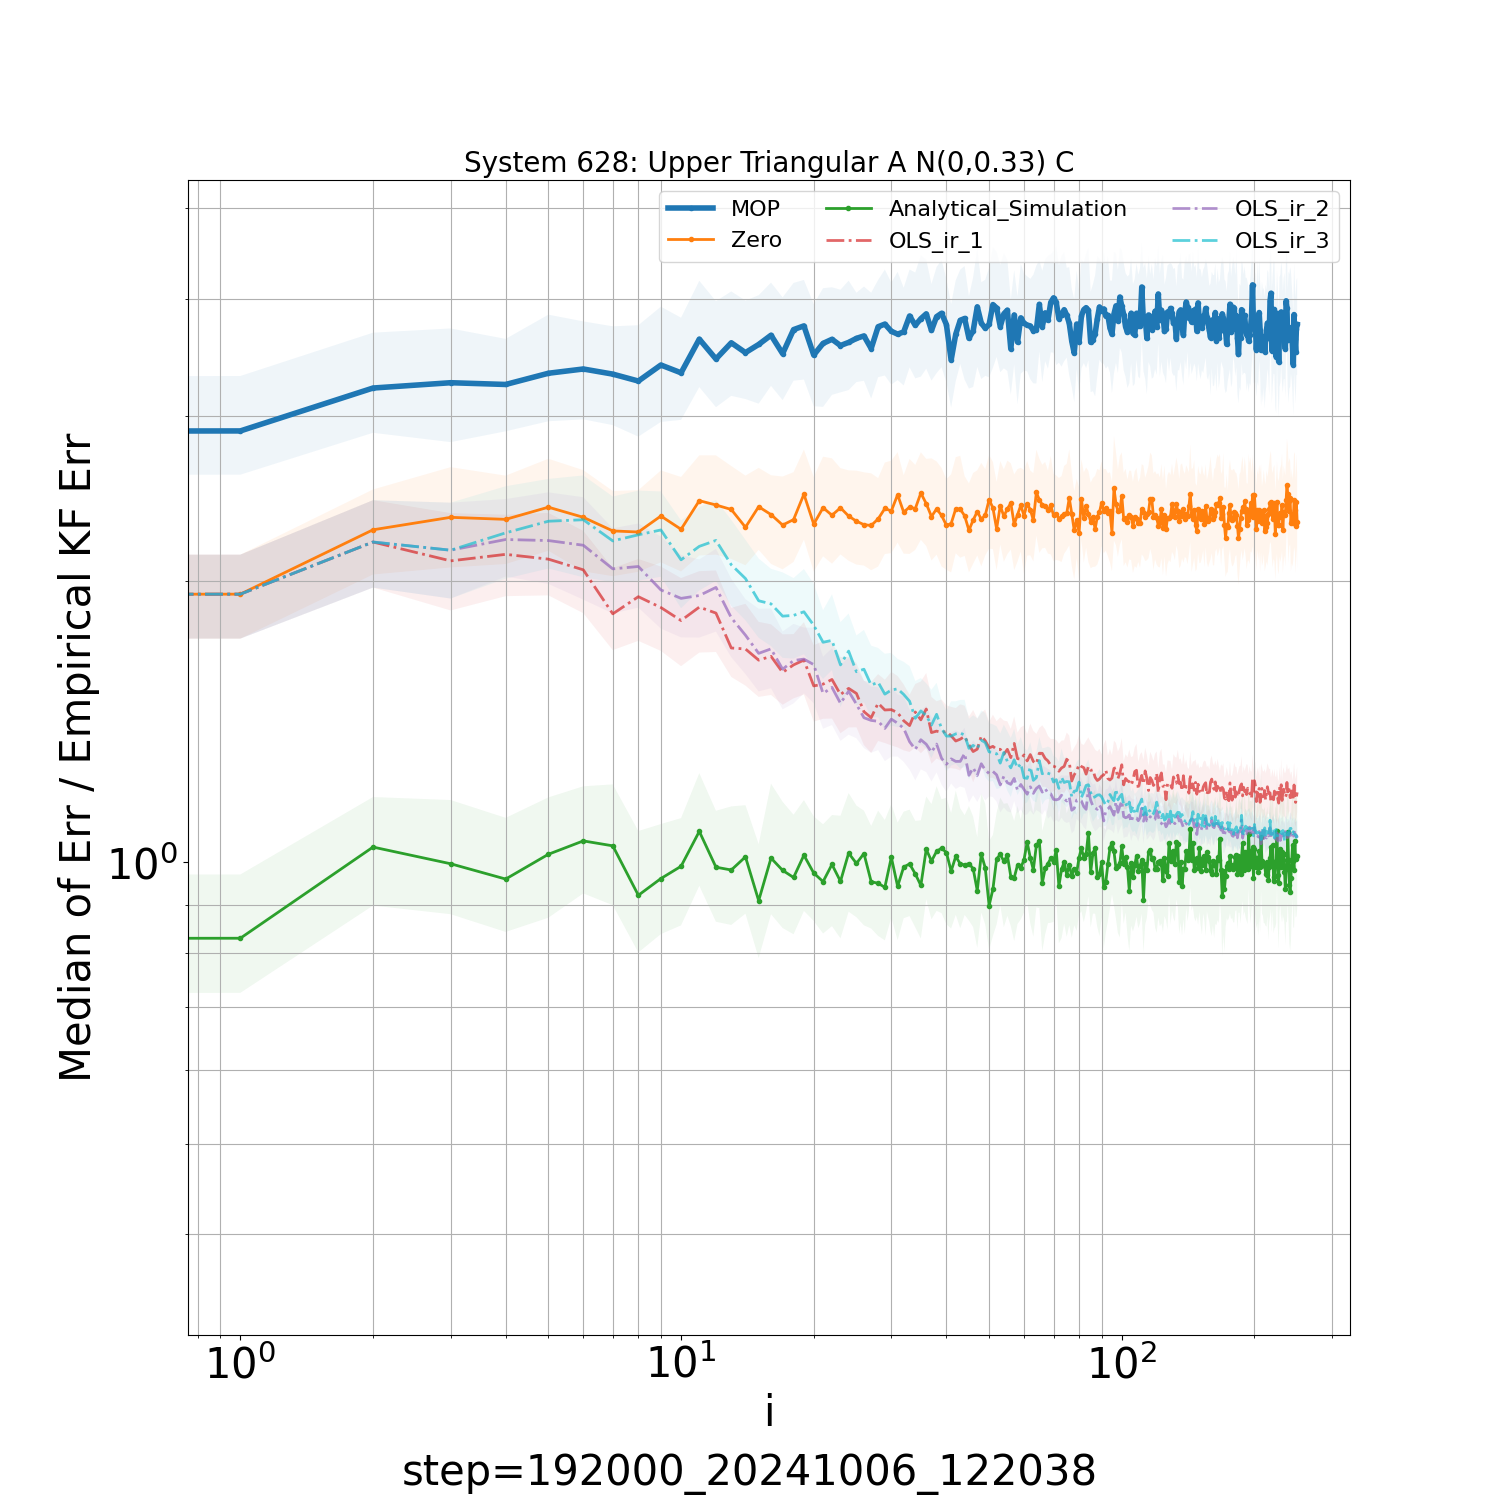 System 628: Upper Triangular A N(0,0.33) C
MOP
Zero
Analytical_Simulation
OLS_ir_1
OLS_ir_2
OLS_ir_3
Median of Err / Empirical KF Err
10⁰
10⁰ 10¹ 10²
i
step=192000_20241006_122038